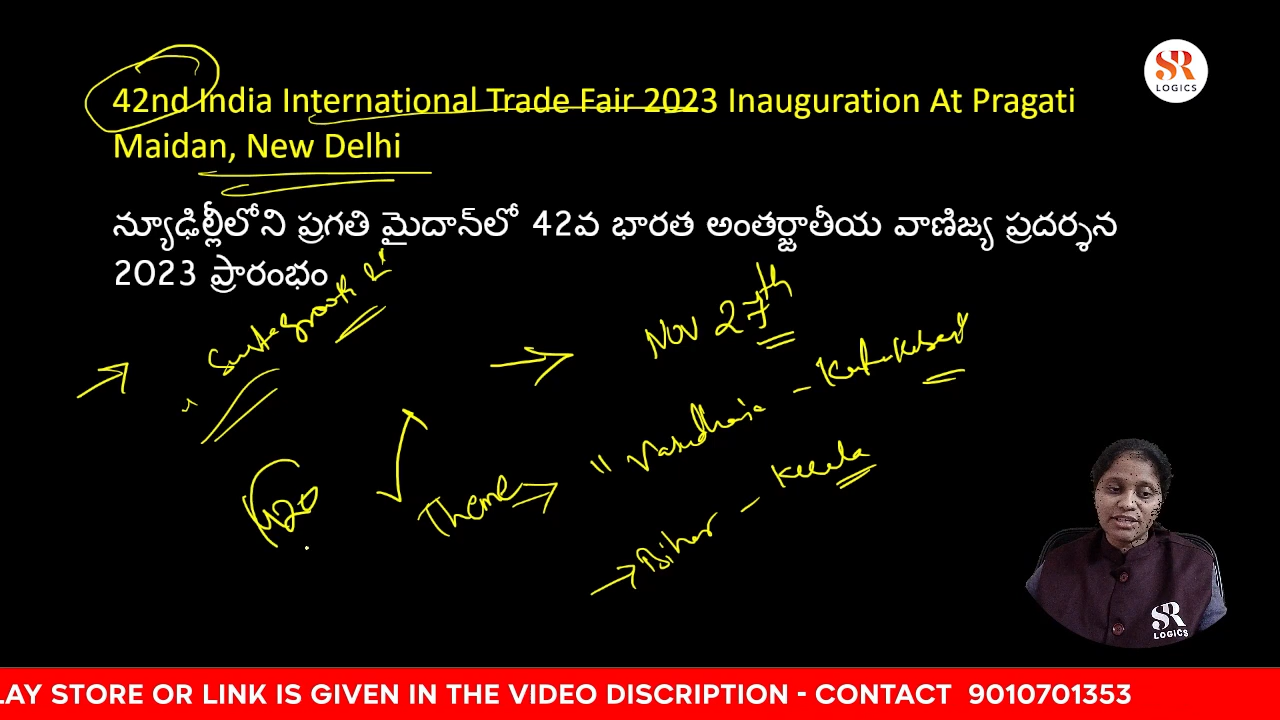 SR
LOGICS
42nd India International Trade Fair 2023 Inauguration At Pragati
Maidan, New Delhi
న్యూఢిల్లీలోని ప్రగతి మైదాన్‌లో 42వ భారత అంతర్జాతీయ వాణిజ్య ప్రదర్శన
2023 ప్రారంభం
Nov 27th
Theme
Bihar - Kerala
SR
LOGICS
LAY STORE OR LINK IS GIVEN IN THE VIDEO DISCRIPTION - CONTACT 9010701353